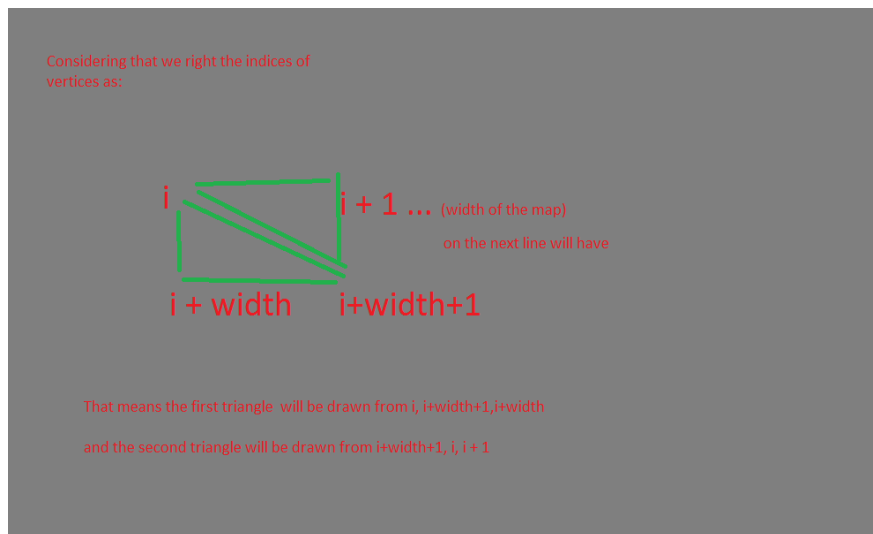 Considering that we right the indices of
vertices as:
i
i + 1 ... (width of the map)
on the next line will have
i + width
i+width+1
That means the first triangle will be drawn from i, i+width+1,i+width
and the second triangle will be drawn from i+width+1, i, i + 1